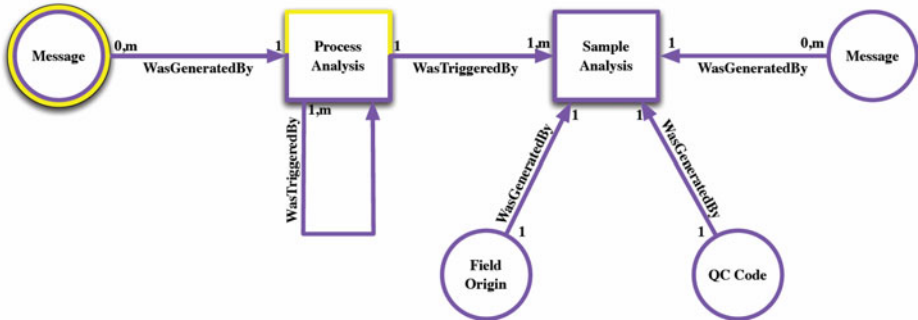 0,m
1
Process
Analysis
1
1,m
Sample
Analysis
1
0,m
Message
WasGeneratedBy
WasTriggeredBy
WasGeneratedBy
Message
1,m
WasTriggeredBy
1
1
WasGeneratedBy
WasGeneratedBy
1
1
Field
Origin
QC Code